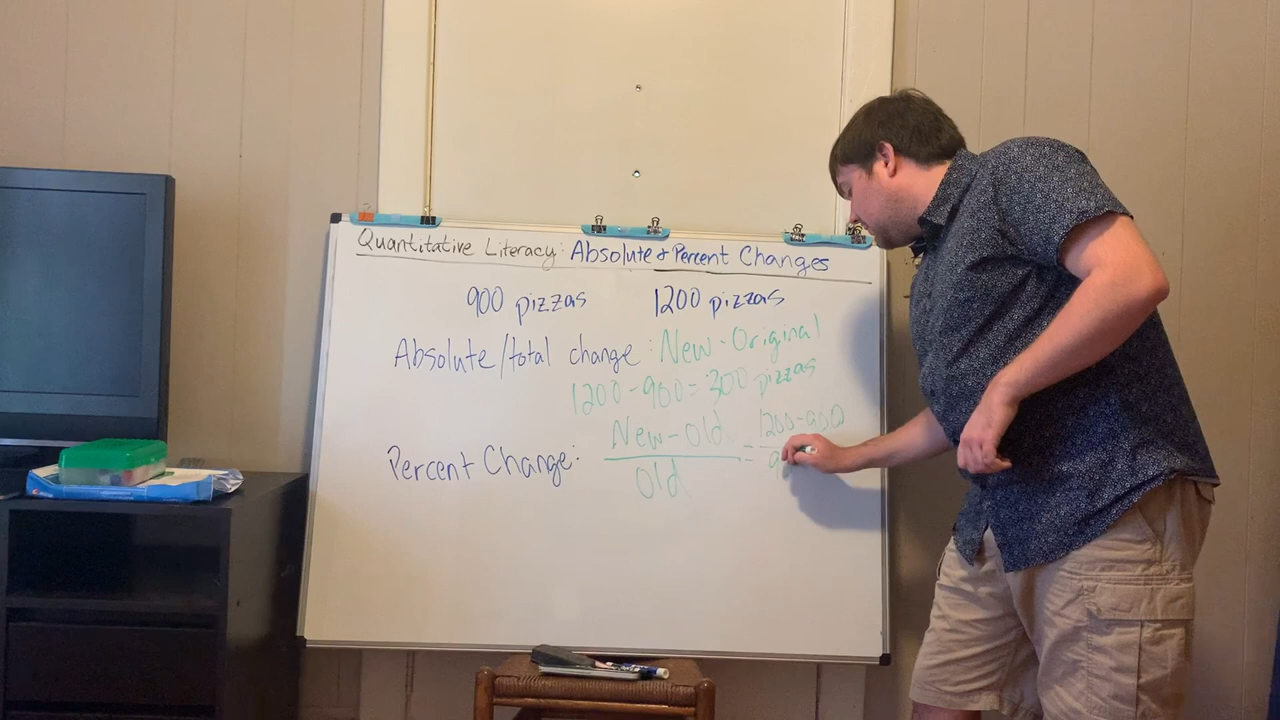 Quantitative Literacy: Absolute & Percent Changes
900 pizzas 1200 pizzas
Absolute/total change: New-Original
1200-900=300 pizzas
Percent Change: New-Old = 1200-900
Old 9